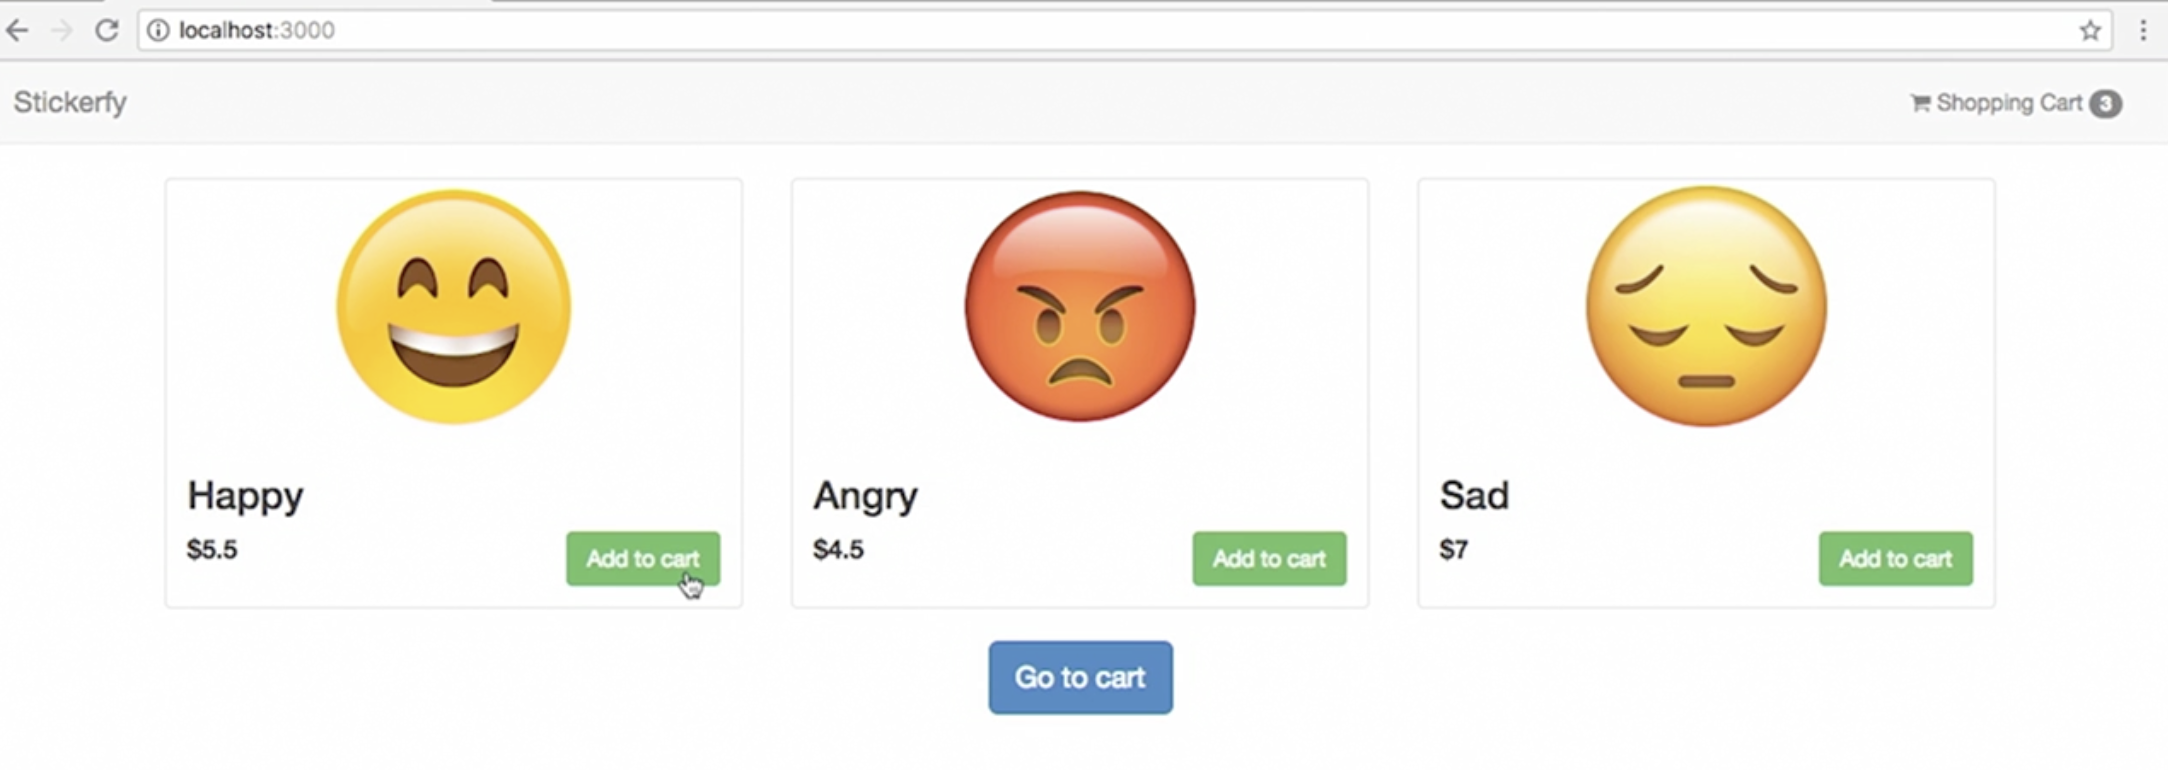 localhost:3000
Stickerfy
Shopping Cart 3
Happy
$5.5
Add to cart
Angry
$4.5
Add to cart
Sad
$7
Add to cart
Go to cart